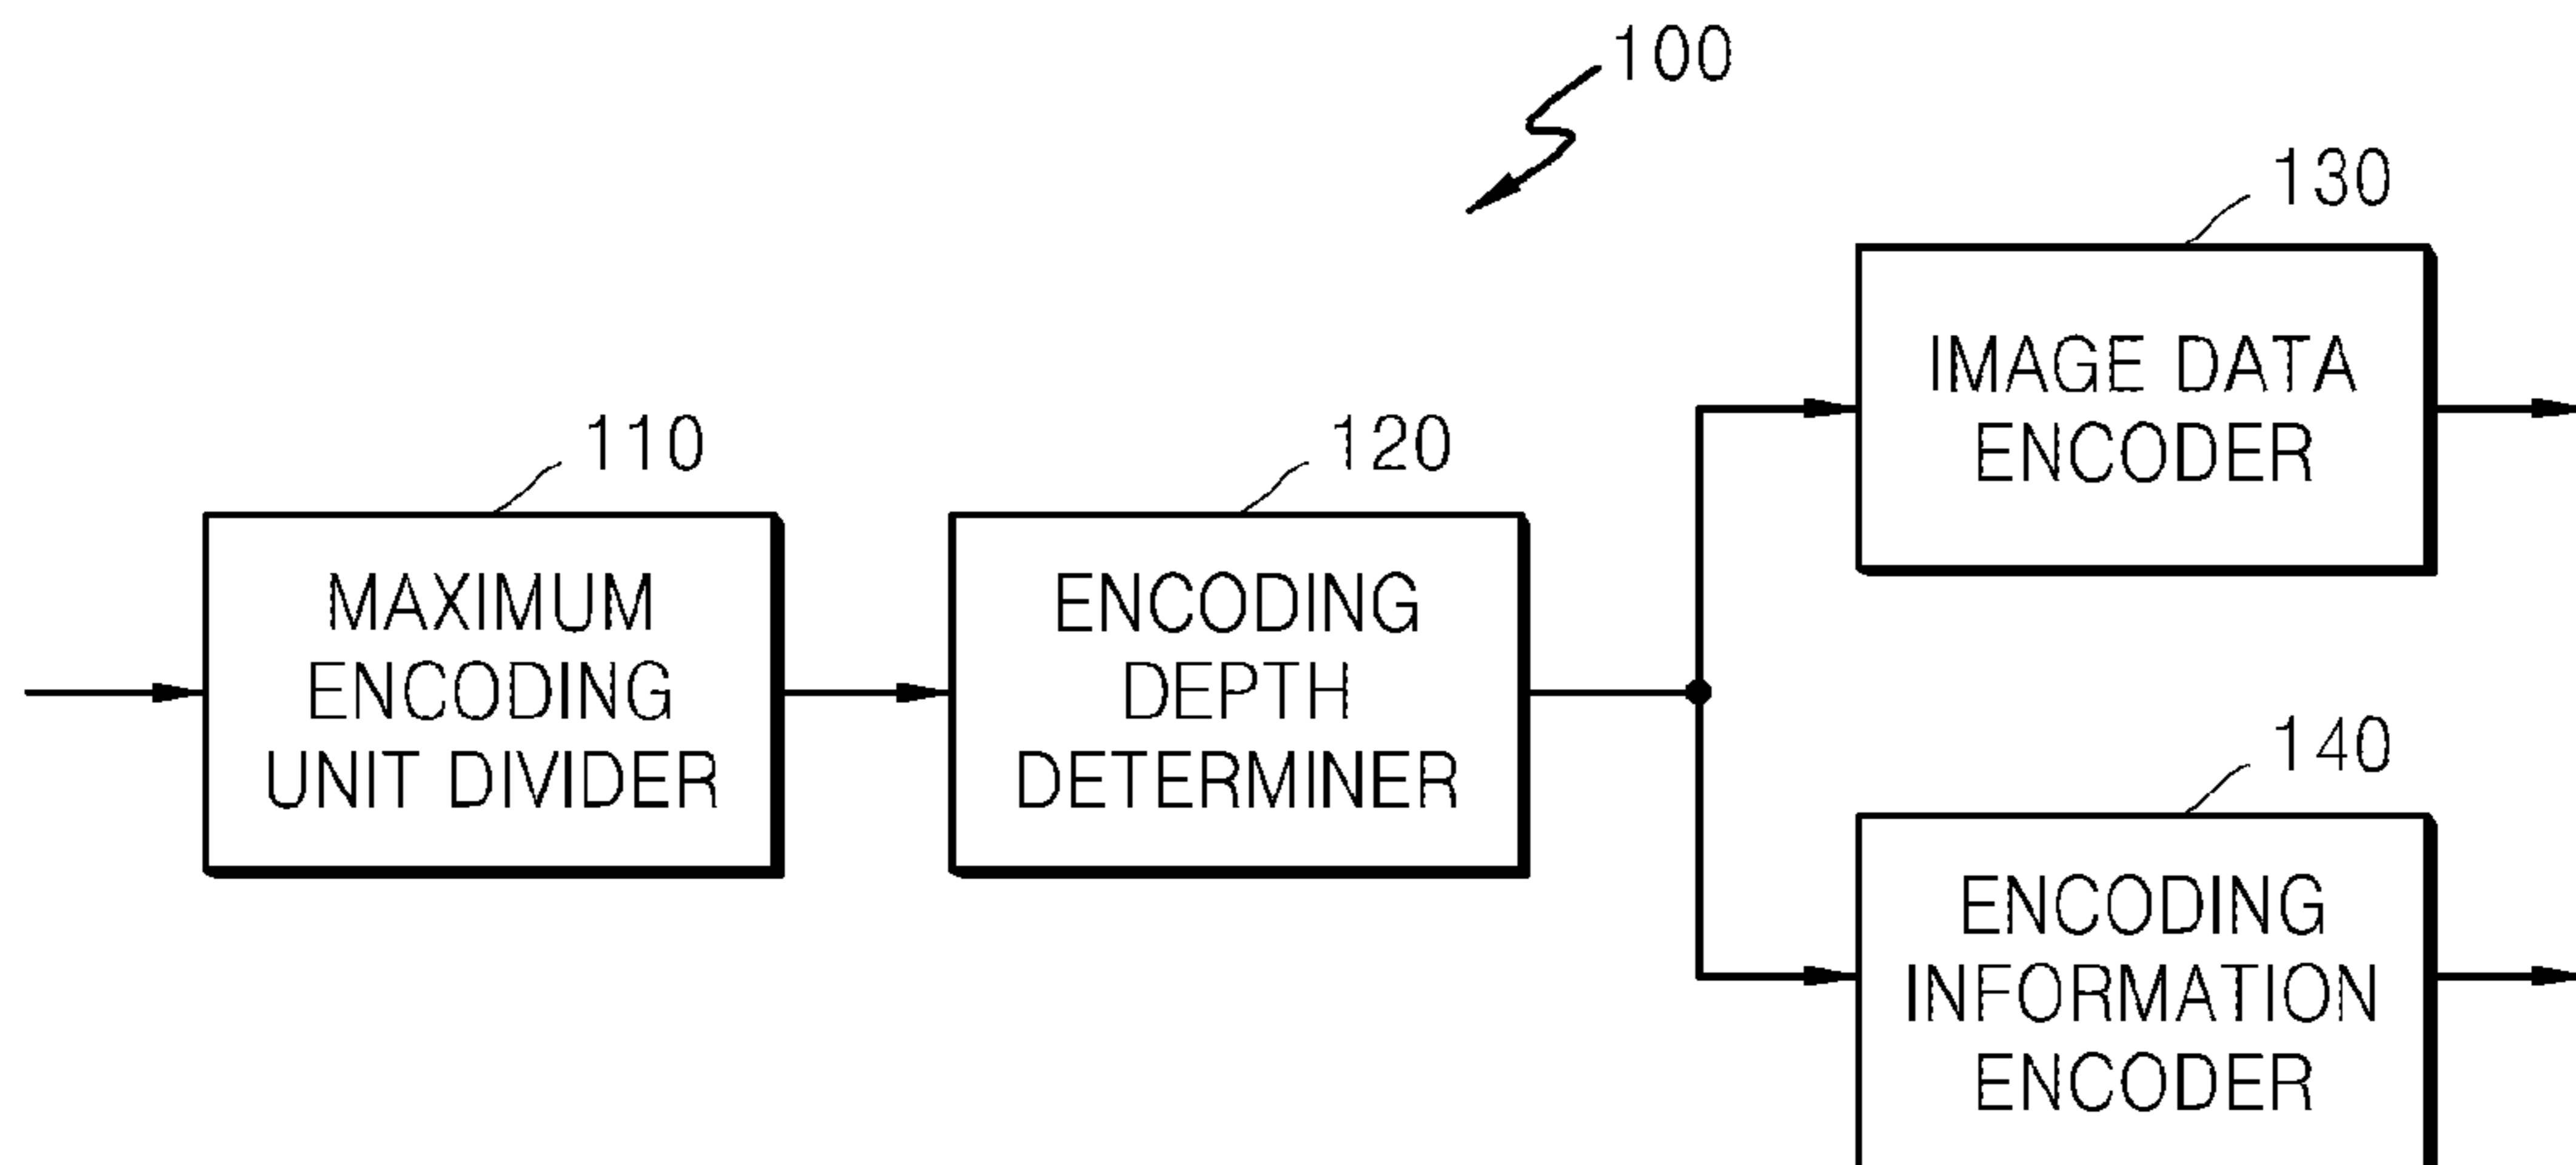 100
110
MAXIMUM
ENCODING
UNIT DIVIDER
120
ENCODING
DEPTH
DETERMINER
130
IMAGE DATA
ENCODER
140
ENCODING
INFORMATION
ENCODER